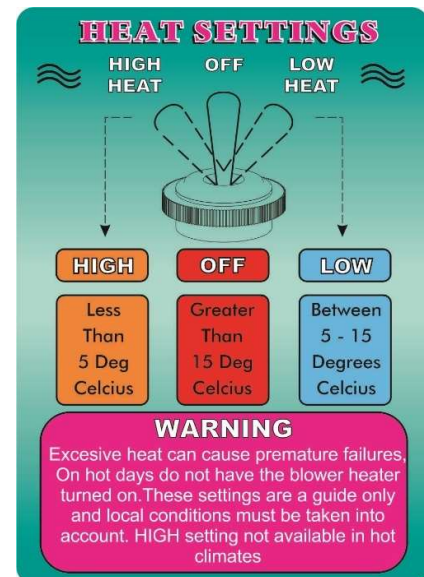 HEAT SETTINGS
HIGH HEAT
OFF
LOW HEAT
HIGH
OFF
LOW
Less
Than
5 Deg
Celcius
Greater
Than
15 Deg
Celcius
Between
5 - 15
Degrees
Celcius
WARNING
Excesive heat can cause premature failures,
On hot days do not have the blower heater
turned on.These settings are a guide only
and local conditions must be taken into
account. HIGH setting not available in hot
climates